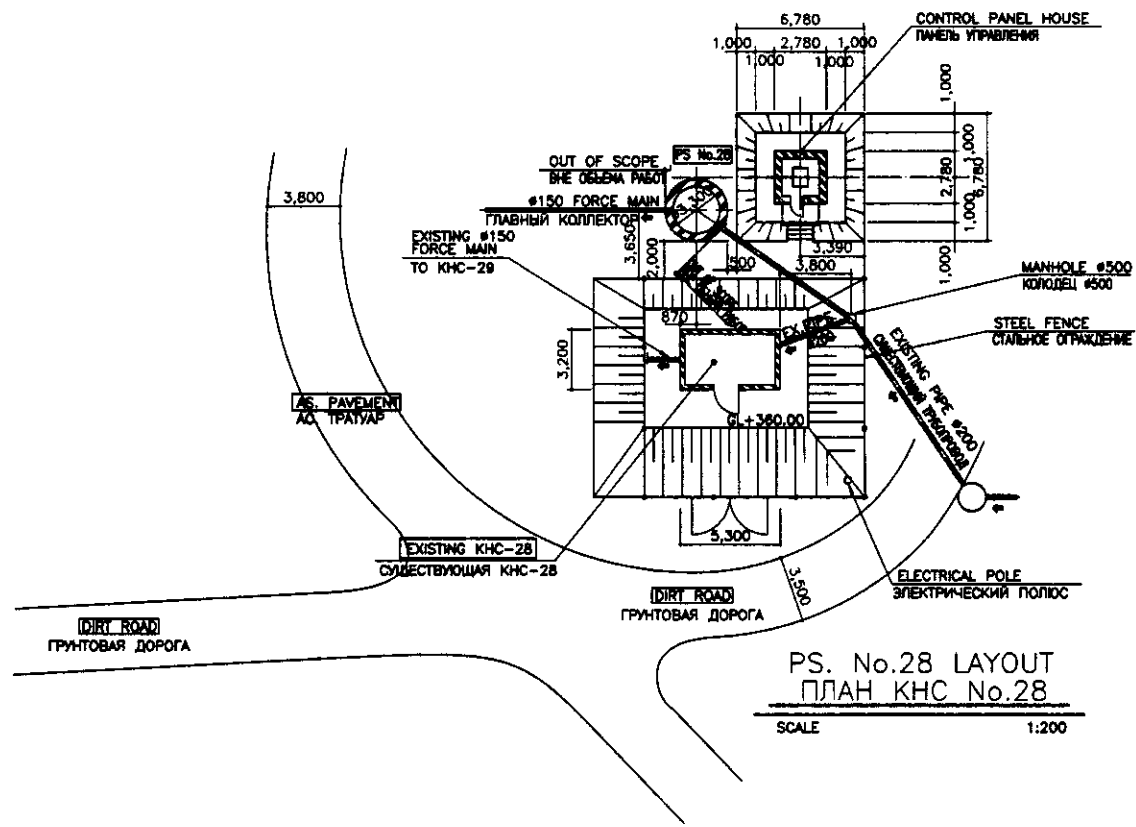 6,780
1,000 2,780 1,000
1,000 1,000
CONTROL PANEL HOUSE
ПАНЕЛЬ УПРАВЛЕНИЯ
1,000
1,000
2,780
6,780
1,000
1,000
PS No.28
OUT OF SCOPE
ВНЕ ОБЪЕМА РАБОТ
ø150 FORCE MAIN
ГЛАВНЫЙ КОЛЛЕКТОР
3,800
EXISTING ø150
FORCE MAIN
TO КНС-29
3,650
2,000
500
3,390
3,800
MANHOLE ø500
КОЛОДЕЦ ø500
870
EX.PIPE
STEEL FENCE
СТАЛЬНОЕ ОГРАЖДЕНИЕ
3,200
EXISTING PIPE ø200
СУЩЕСТВУЮЩИЙ ТРУБОПРОВОД
AS. PAVEMENT
АС. ТРАТУАР
GL+360.00
5,300
EXISTING КНС-28
СУЩЕСТВУЮЩАЯ КНС-28
3,500
ELECTRICAL POLE
ЭЛЕКТРИЧЕСКИЙ ПОЛЮС
DIRT ROAD
ГРУНТОВАЯ ДОРОГА
DIRT ROAD
ГРУНТОВАЯ ДОРОГА
PS. No.28 LAYOUT
ПЛАН КНС No.28
SCALE 1:200